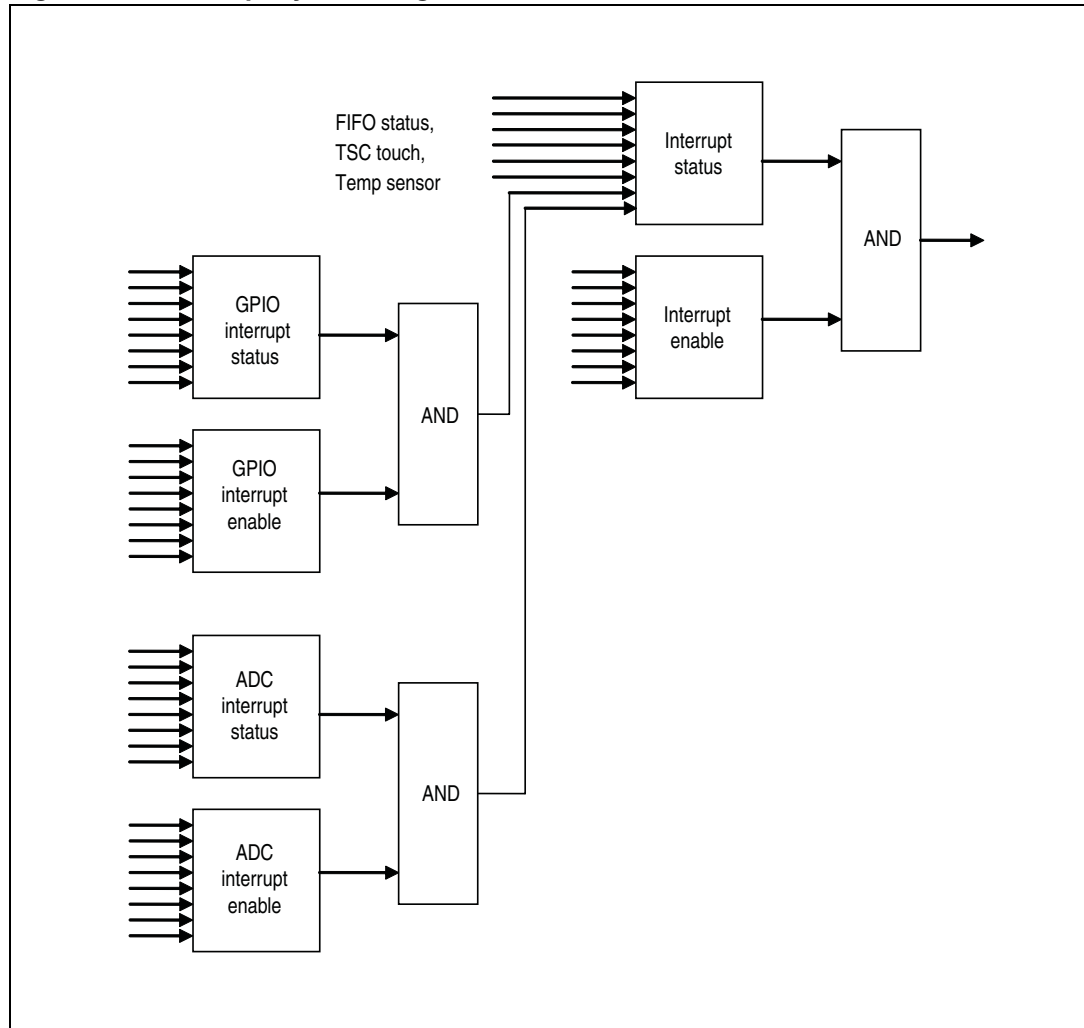 FIFO status,
TSC touch,
Temp sensor
Interrupt
status
AND
Interrupt
enable
GPIO
interrupt
status
AND
GPIO
interrupt
enable
ADC
interrupt
status
AND
ADC
interrupt
enable